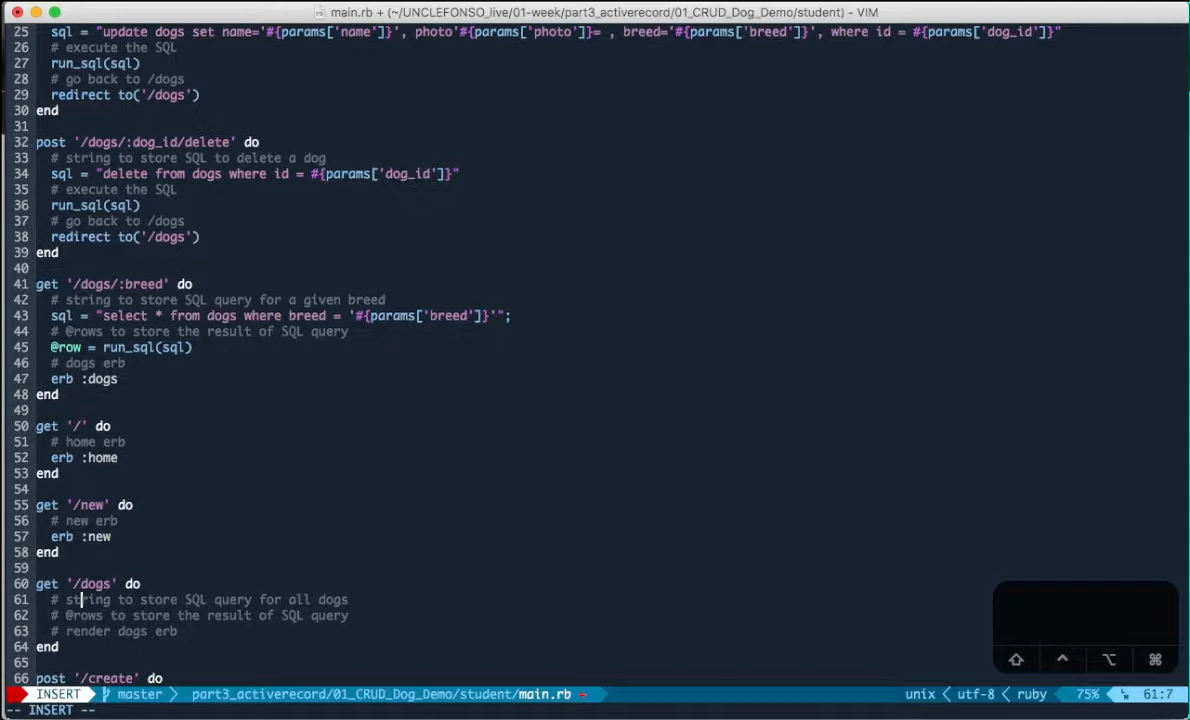 main.rb + (~/UNCLEFONSO_live/01-week/part3_activerecord/01_CRUD_Dog_Demo/student) - VIM
25 sql = "update dogs set name='#{params['name']}', photo'#{params['photo']}= , breed='#{params['breed']}', where id = #{params['dog_id']}"
26 # execute the SQL
27 run_sql(sql)
28 # go back to /dogs
29 redirect to('/dogs')
30 end
31
32 post '/dogs/:dog_id/delete' do
33 # string to store SQL to delete a dog
34 sql = "delete from dogs where id = #{params['dog_id']}"
35 # execute the SQL
36 run_sql(sql)
37 # go back to /dogs
38 redirect to('/dogs')
39 end
40
41 get '/dogs/:breed' do
42 # string to store SQL query for a given breed
43 sql = "select * from dogs where breed = '#{params['breed']}'";
44 # @rows to store the result of SQL query
45 @row = run_sql(sql)
46 # dogs erb
47 erb :dogs
48 end
49
50 get '/' do
51 # home erb
52 erb :home
53 end
54
55 get '/new' do
56 # new erb
57 erb :new
58 end
59
60 get '/dogs' do
61 # string to store SQL query for all dogs
62 # @rows to store the result of SQL query
63 # render dogs erb
64 end
65
66 post '/create' do
INSERT master part3_activerecord/01_CRUD_Dog_Demo/student/main.rb unix utf-8 ruby 75% 61:7
-- INSERT --